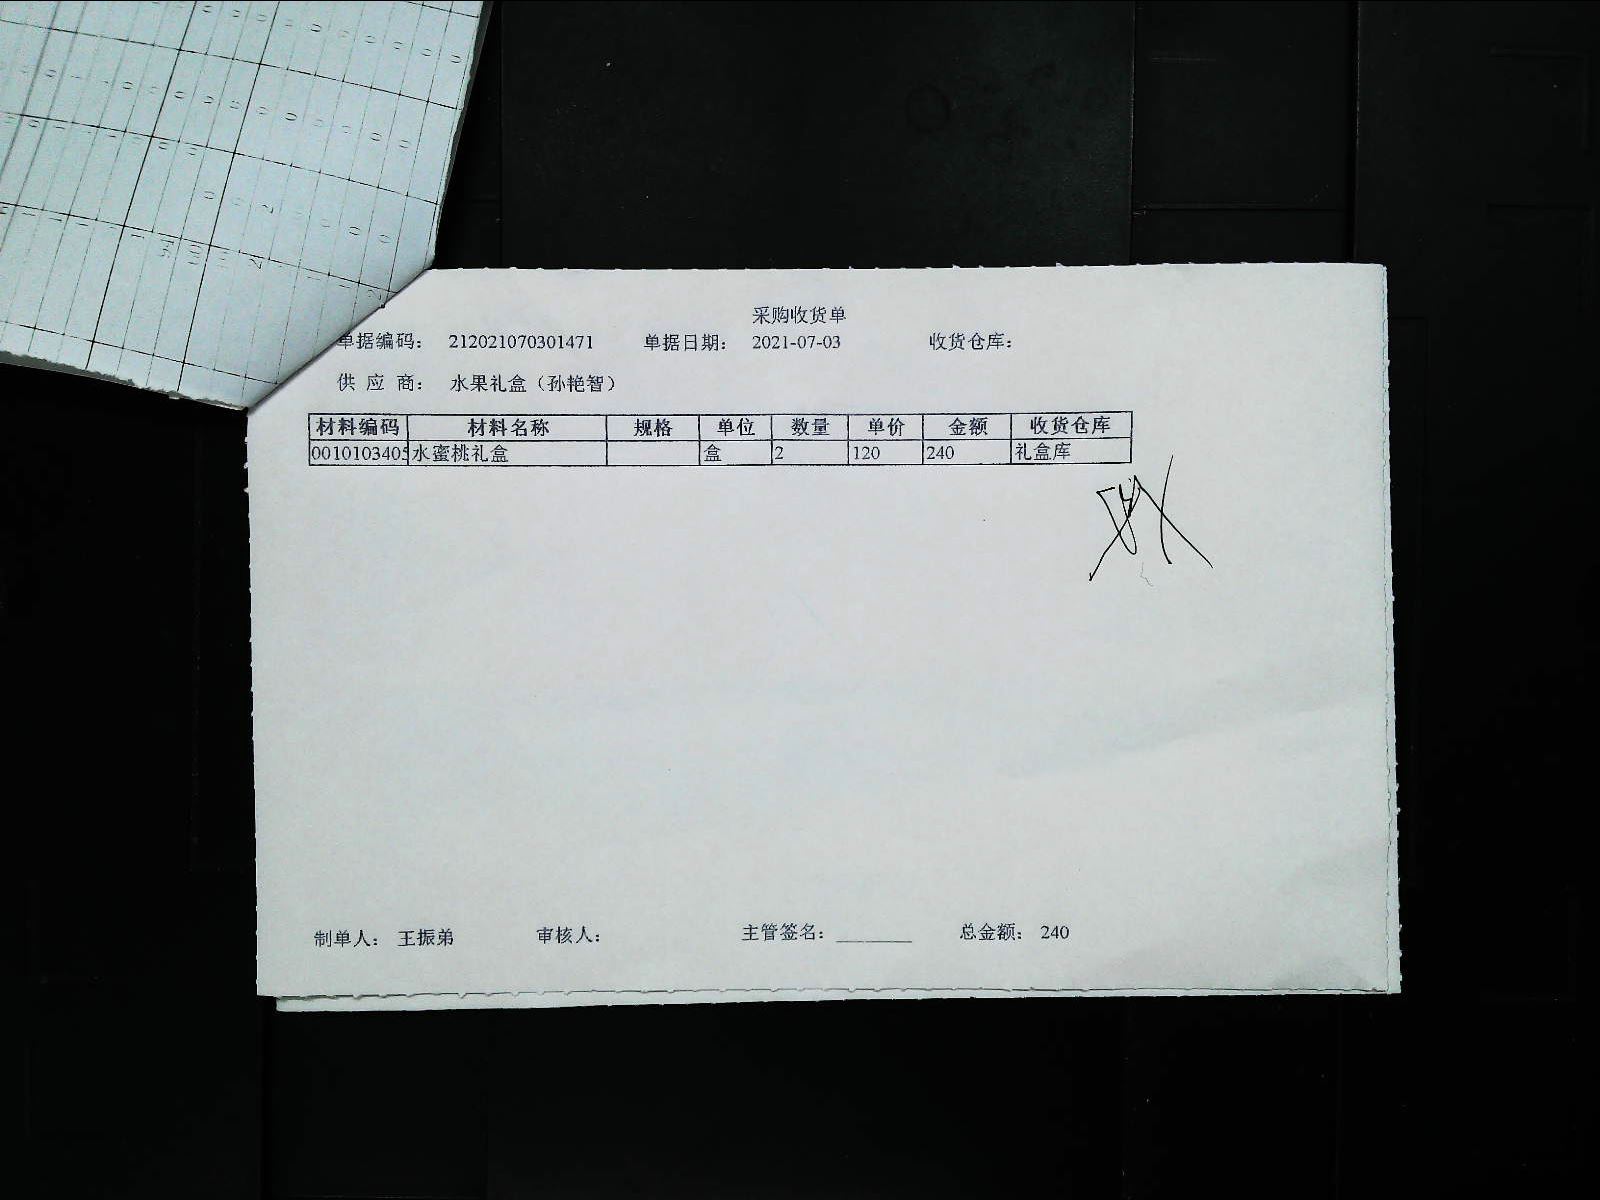 采购收货单
单据编码： 212021070301471 单据日期： 2021-07-03 收货仓库：
供 应 商： 水果礼盒（孙艳智）
材料编码 材料名称 规格 单位 数量 单价 金额 收货仓库
0010103405 水蜜桃礼盒 盒 2 120 240 礼盒库
制单人： 王振弟 审核人： 主管签名：________ 总金额： 240